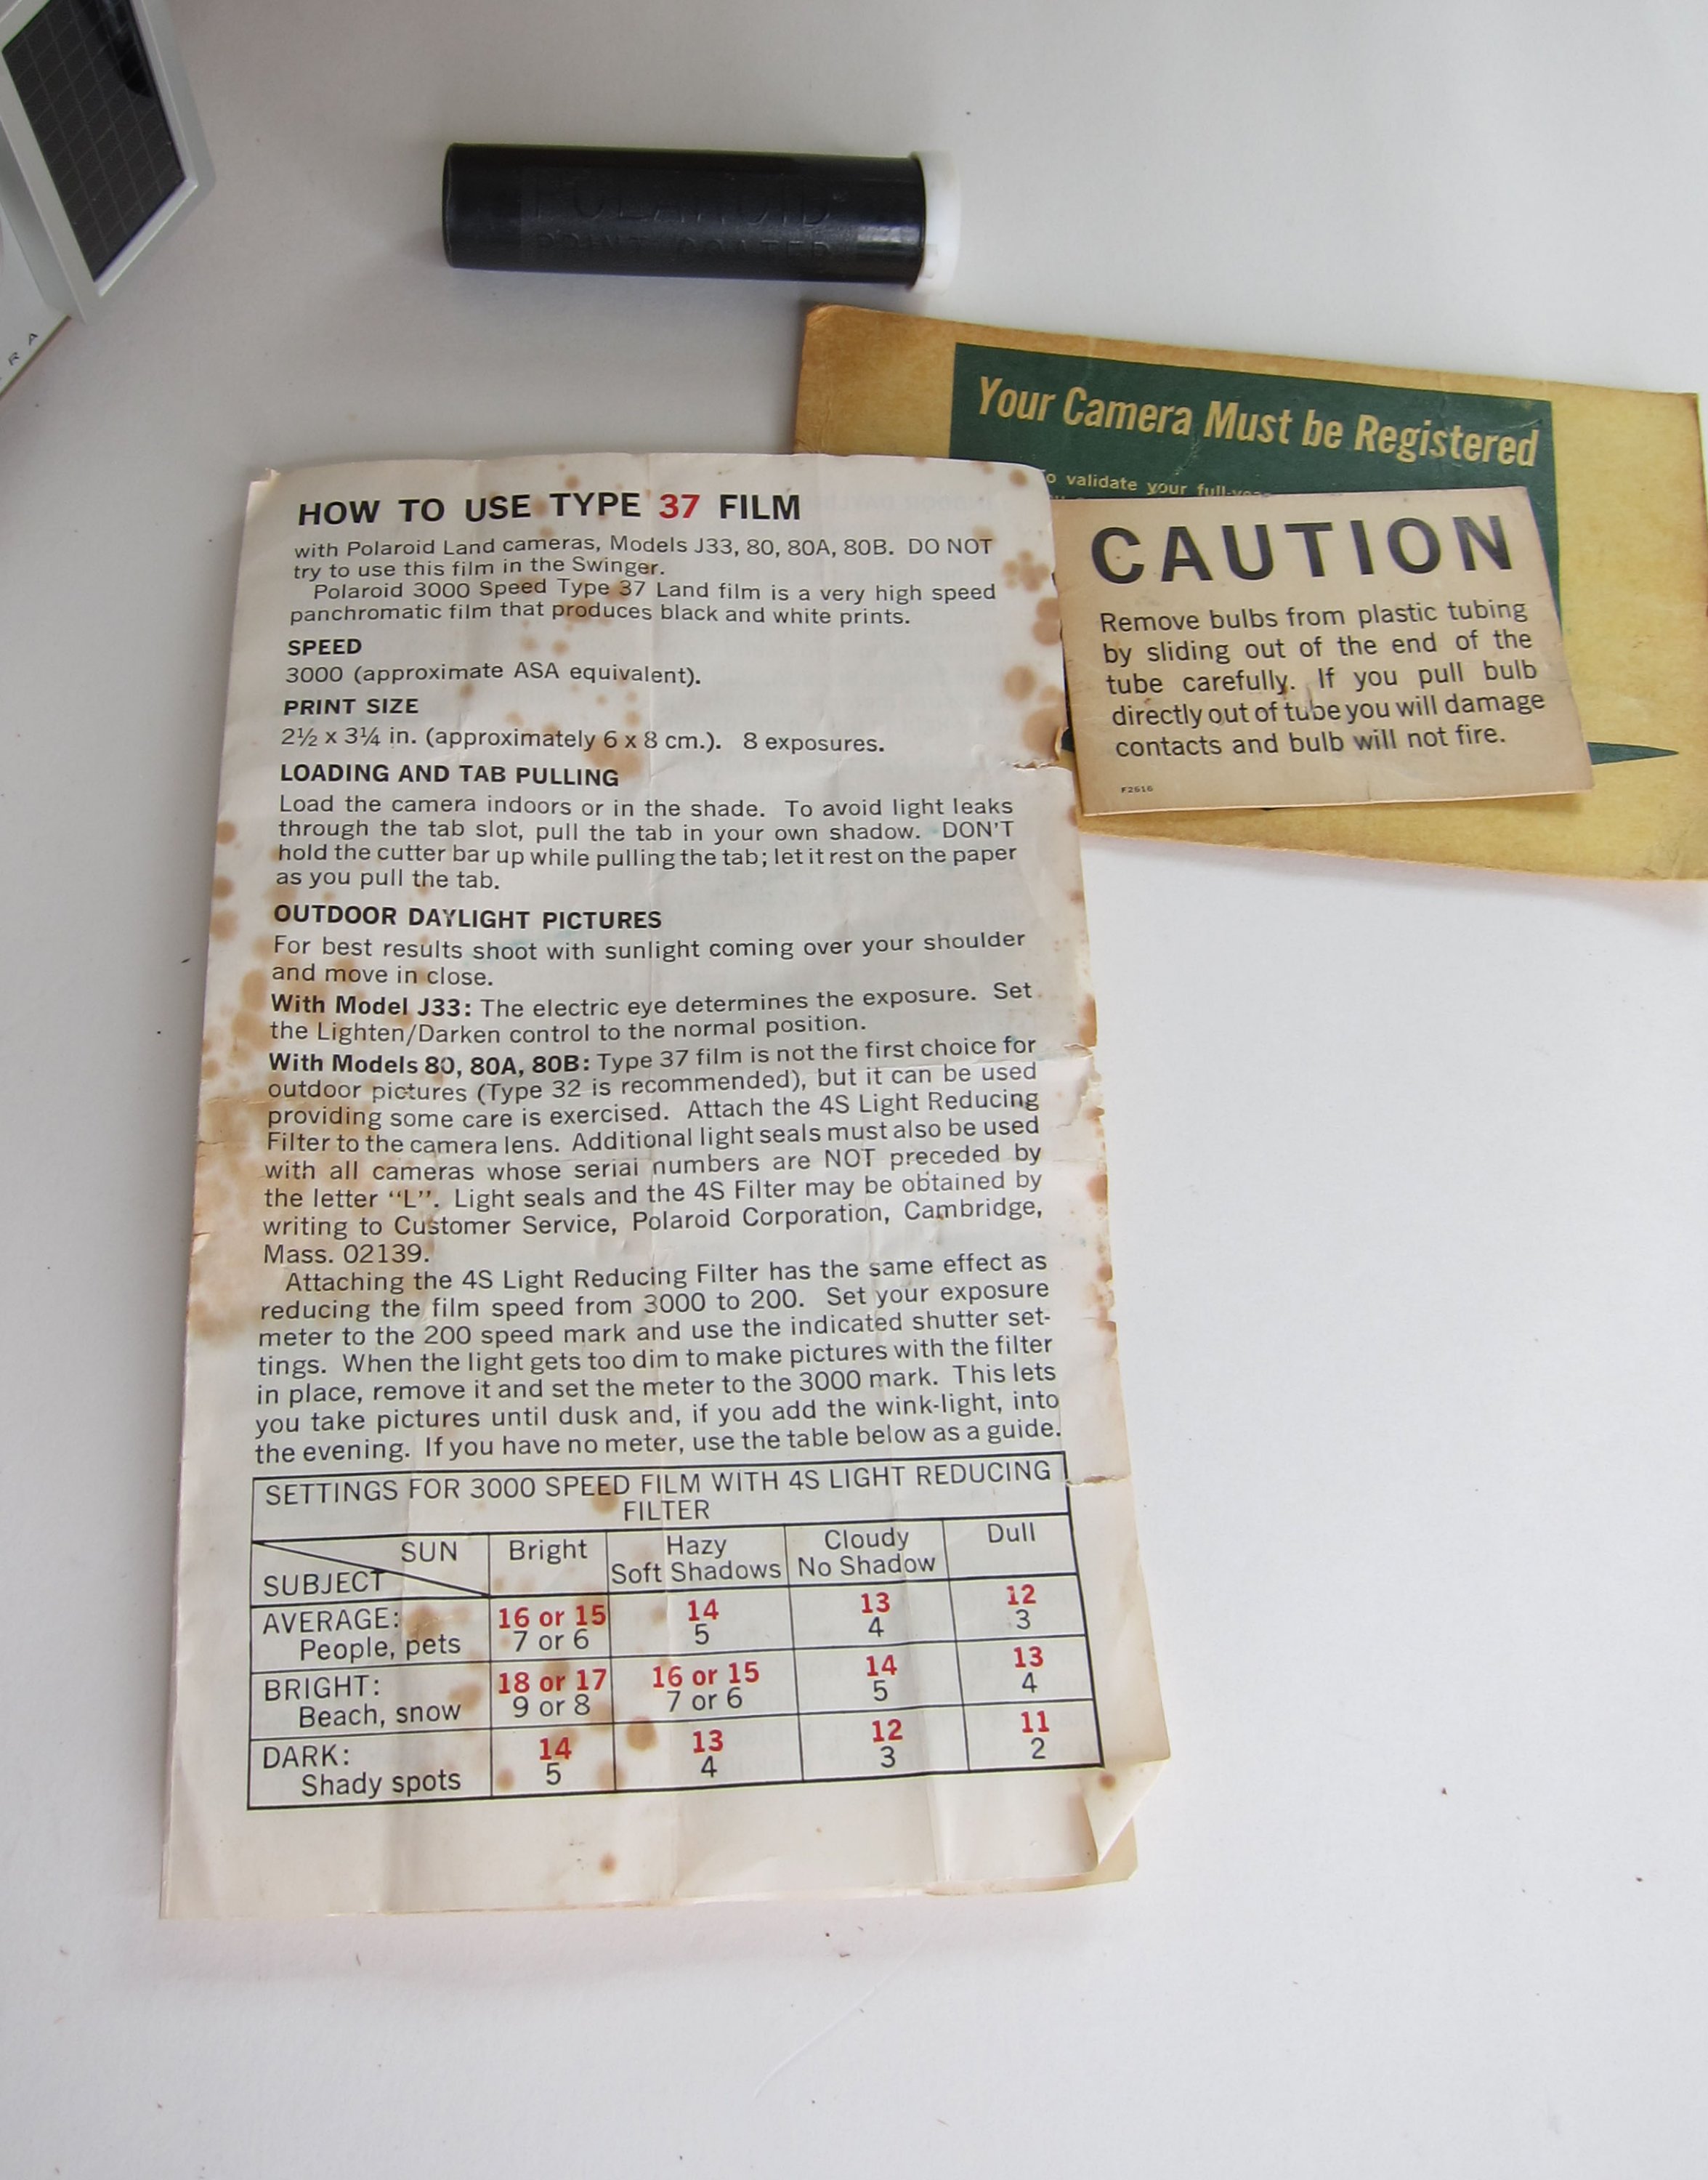 R A
POLAROID
PRINT COATER
Your Camera Must be Registered
To validate your
CAUTION
Remove bulbs from plastic tubing
by sliding out of the end of the
tube carefully. If you pull bulb
directly out of tube you will damage
contacts and bulb will not fire.
F2616
HOW TO USE TYPE 37 FILM
with Polaroid Land cameras, Models J33, 80, 80A, 80B. DO NOT
try to use this film in the Swinger.
Polaroid 3000 Speed Type 37 Land film is a very high speed
panchromatic film that produces black and white prints.
SPEED
3000 (approximate ASA equivalent).
PRINT SIZE
2½ x 3¼ in. (approximately 6 x 8 cm.). 8 exposures.
LOADING AND TAB PULLING
Load the camera indoors or in the shade. To avoid light leaks
through the tab slot, pull the tab in your own shadow. DON'T
hold the cutter bar up while pulling the tab; let it rest on the paper
as you pull the tab.
OUTDOOR DAYLIGHT PICTURES
For best results shoot with sunlight coming over your shoulder
and move in close.
With Model J33: The electric eye determines the exposure. Set
the Lighten/Darken control to the normal position.
With Models 80, 80A, 80B: Type 37 film is not the first choice for
outdoor pictures (Type 32 is recommended), but it can be used
providing some care is exercised. Attach the 4S Light Reducing
Filter to the camera lens. Additional light seals must also be used
with all cameras whose serial numbers are NOT preceded by
the letter "L". Light seals and the 4S Filter may be obtained by
writing to Customer Service, Polaroid Corporation, Cambridge,
Mass. 02139.
Attaching the 4S Light Reducing Filter has the same effect as
reducing the film speed from 3000 to 200. Set your exposure
meter to the 200 speed mark and use the indicated shutter set-
tings. When the light gets too dim to make pictures with the filter
in place, remove it and set the meter to the 3000 mark. This lets
you take pictures until dusk and, if you add the wink-light, into
the evening. If you have no meter, use the table below as a guide.
SETTINGS FOR 3000 SPEED FILM WITH 4S LIGHT REDUCING
FILTER
SUN Bright Hazy Cloudy Dull
SUBJECT Soft Shadows No Shadow
AVERAGE: 16 or 15 14 13 12
People, pets 7 or 6 5 4 3
BRIGHT: 18 or 17 16 or 15 14 13
Beach, snow 9 or 8 7 or 6 5 4
DARK: 14 13 12 11
Shady spots 5 4 3 2